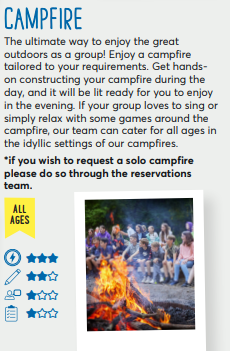 CAMPFIRE
The ultimate way to enjoy the great
outdoors as a group! Enjoy a campfire
tailored to your requirements. Get hands-
on constructing your campfire during the
day, and it will be lit ready for you to enjoy
in the evening. If your group loves to sing or
simply relax with some games around the
campfire, our team can cater for all ages in
the idyllic settings of our campfires.
*if you wish to request a solo campfire
please do so through the reservations
team.
ALL
AGES